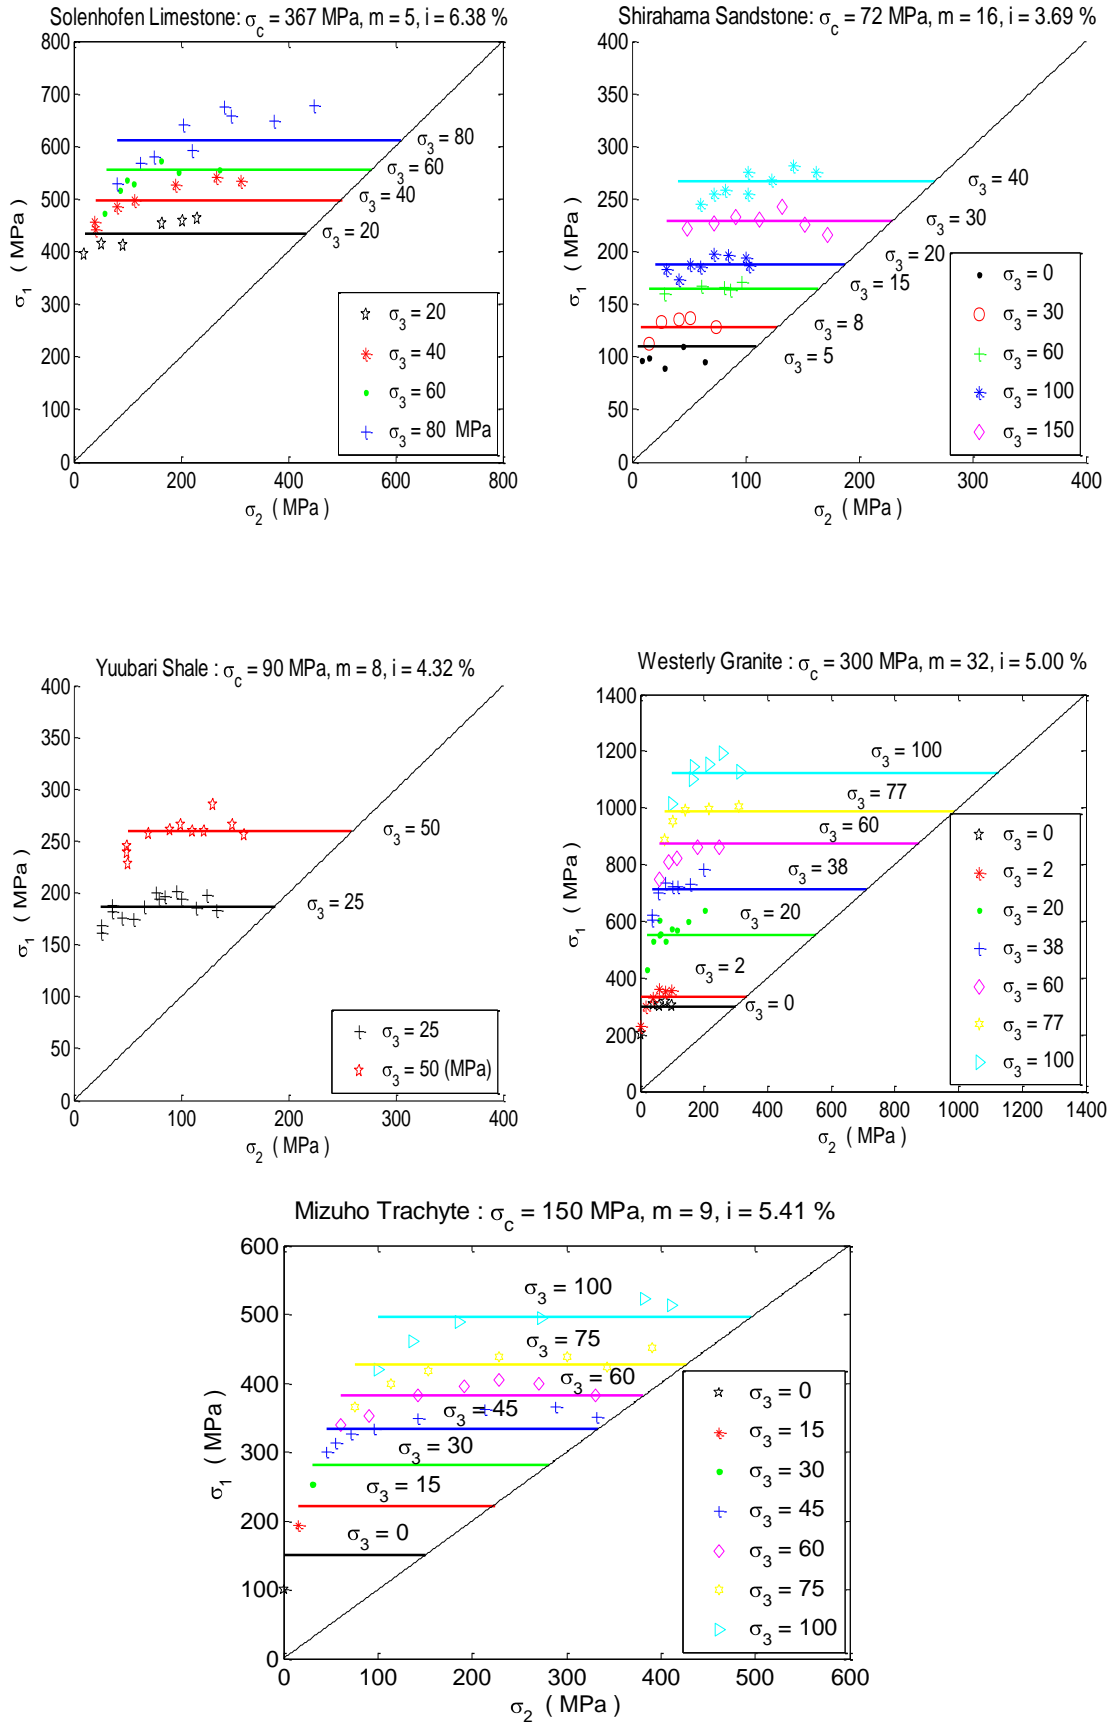 Solenhofen Limestone: σc = 367 MPa, m = 5, i = 6.38 %
800
700
600
500
400
300
200
100
0
σ1 ( MPa )
σ3 = 80
σ3 = 60
σ3 = 40
σ3 = 20
σ3 = 20
σ3 = 40
σ3 = 60
σ3 = 80 MPa
0 200 400 600 800
σ2 ( MPa )
Shirahama Sandstone: σc = 72 MPa, m = 16, i = 3.69 %
400
350
300
250
200
150
100
50
0
σ1 ( MPa )
σ3 = 40
σ3 = 30
σ3 = 20
σ3 = 15
σ3 = 8
σ3 = 5
σ3 = 0
σ3 = 30
σ3 = 60
σ3 = 100
σ3 = 150
0 100 200 300 400
σ2 ( MPa )
Yuubari Shale : σc = 90 MPa, m = 8, i = 4.32 %
400
350
300
250
200
150
100
50
0
σ1 ( MPa )
σ3 = 50
σ3 = 25
σ3 = 25
σ3 = 50 (MPa)
0 100 200 300 400
σ2 ( MPa )
Westerly Granite : σc = 300 MPa, m = 32, i = 5.00 %
1400
1200
1000
800
600
400
200
0
σ1 ( MPa )
σ3 = 100
σ3 = 77
σ3 = 60
σ3 = 38
σ3 = 20
σ3 = 2
σ3 = 0
σ3 = 0
σ3 = 2
σ3 = 20
σ3 = 38
σ3 = 60
σ3 = 77
σ3 = 100
0 200 400 600 800 1000 1200 1400
σ2 ( MPa )
Mizuho Trachyte : σc = 150 MPa, m = 9, i = 5.41 %
600
500
400
300
200
100
0
σ1 ( MPa )
σ3 = 100
σ3 = 75
σ3 = 60
σ3 = 45
σ3 = 30
σ3 = 15
σ3 = 0
σ3 = 0
σ3 = 15
σ3 = 30
σ3 = 45
σ3 = 60
σ3 = 75
σ3 = 100
0 100 200 300 400 500 600
σ2 ( MPa )